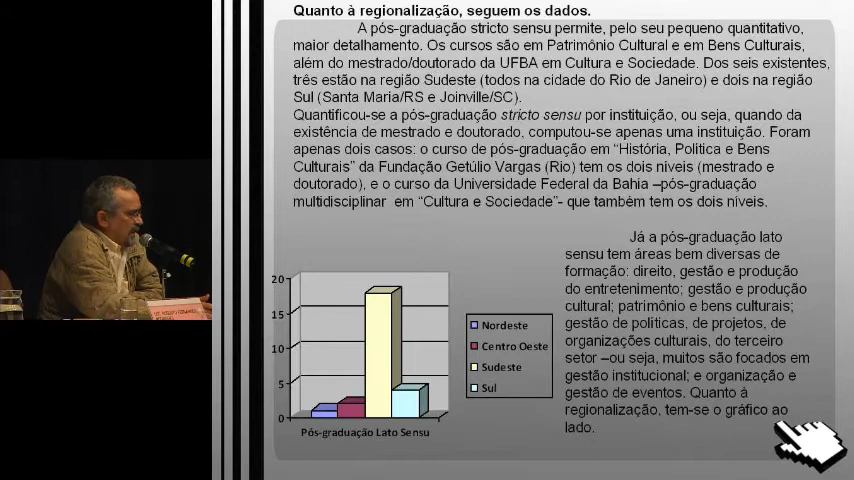 Quanto à regionalização, seguem os dados.
A pós-graduação stricto sensu permite, pelo seu pequeno quantitativo,
maior detalhamento. Os cursos são em Patrimônio Cultural e em Bens Culturais,
além do mestrado/doutorado da UFBA em Cultura e Sociedade. Dos seis existentes,
três estão na região Sudeste (todos na cidade do Rio de Janeiro) e dois na região
Sul (Santa Maria/RS e Joinville/SC).
Quantificou-se a pós-graduação stricto sensu por instituição, ou seja, quando da
existência de mestrado e doutorado, computou-se apenas uma instituição. Foram
apenas dois casos: o curso de pós-graduação em “História, Política e Bens
Culturais” da Fundação Getúlio Vargas (Rio) tem os dois níveis (mestrado e
doutorado), e o curso da Universidade Federal da Bahia –pós-graduação
multidisciplinar em “Cultura e Sociedade”- que também tem os dois níveis.
Já a pós-graduação lato
sensu tem áreas bem diversas de
formação: direito, gestão e produção
do entretenimento; gestão e produção
cultural; patrimônio e bens culturais;
gestão de políticas, de projetos, de
organizações culturais, do terceiro
setor –ou seja, muitos são focados em
gestão institucional; e organização e
gestão de eventos. Quanto à
regionalização, tem-se o gráfico ao
lado.
20
15
10
5
0
Pós-graduação Lato Sensu
Nordeste
Centro Oeste
Sudeste
Sul